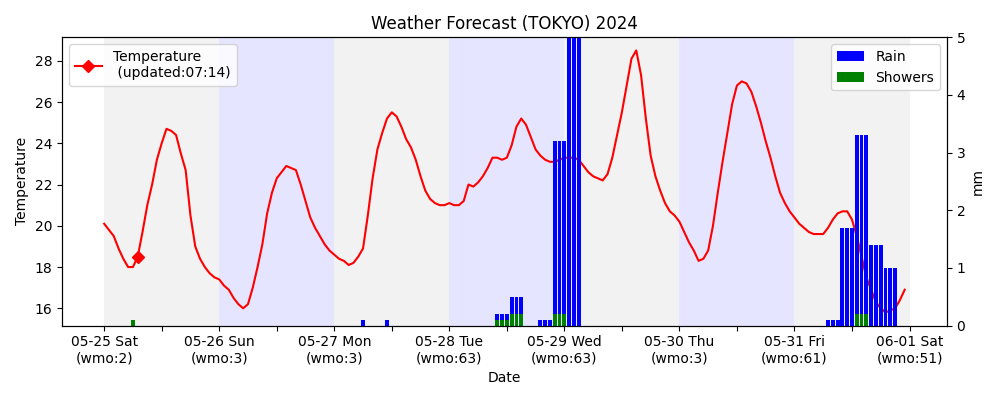 Weather Forecast (TOKYO) 2024
Temperature
(updated:07:14)
Rain
Showers
28
26
24
22
20
18
16
Temperature
5
4
3
2
1
0
mm
05-25 Sat
(wmo:2)
05-26 Sun
(wmo:3)
05-27 Mon
(wmo:3)
05-28 Tue
(wmo:63)
05-29 Wed
(wmo:63)
05-30 Thu
(wmo:3)
05-31 Fri
(wmo:61)
06-01 Sat
(wmo:51)
Date